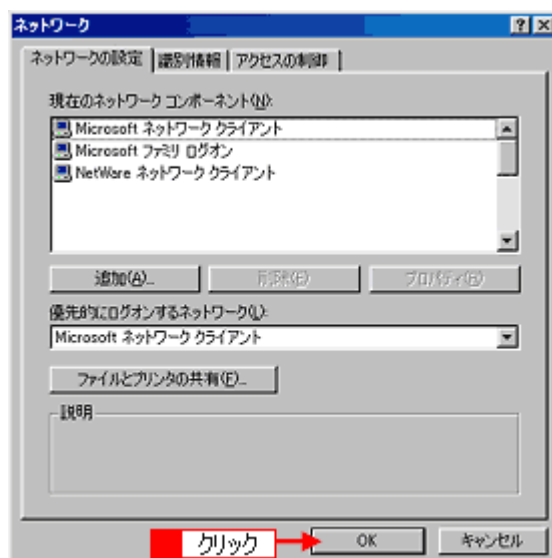 ネットワーク
ネットワークの設定 識別情報 アクセスの制御
現在のネットワーク コンポーネント(N):
Microsoft ネットワーク クライアント
Microsoft ファミリ ログオン
NetWare ネットワーク クライアント
追加(A)... 削除(E) プロパティ(R)
優先的にログオンするネットワーク(L):
Microsoft ネットワーク クライアント
ファイルとプリンタの共有(F)...
説明
クリック OK キャンセル